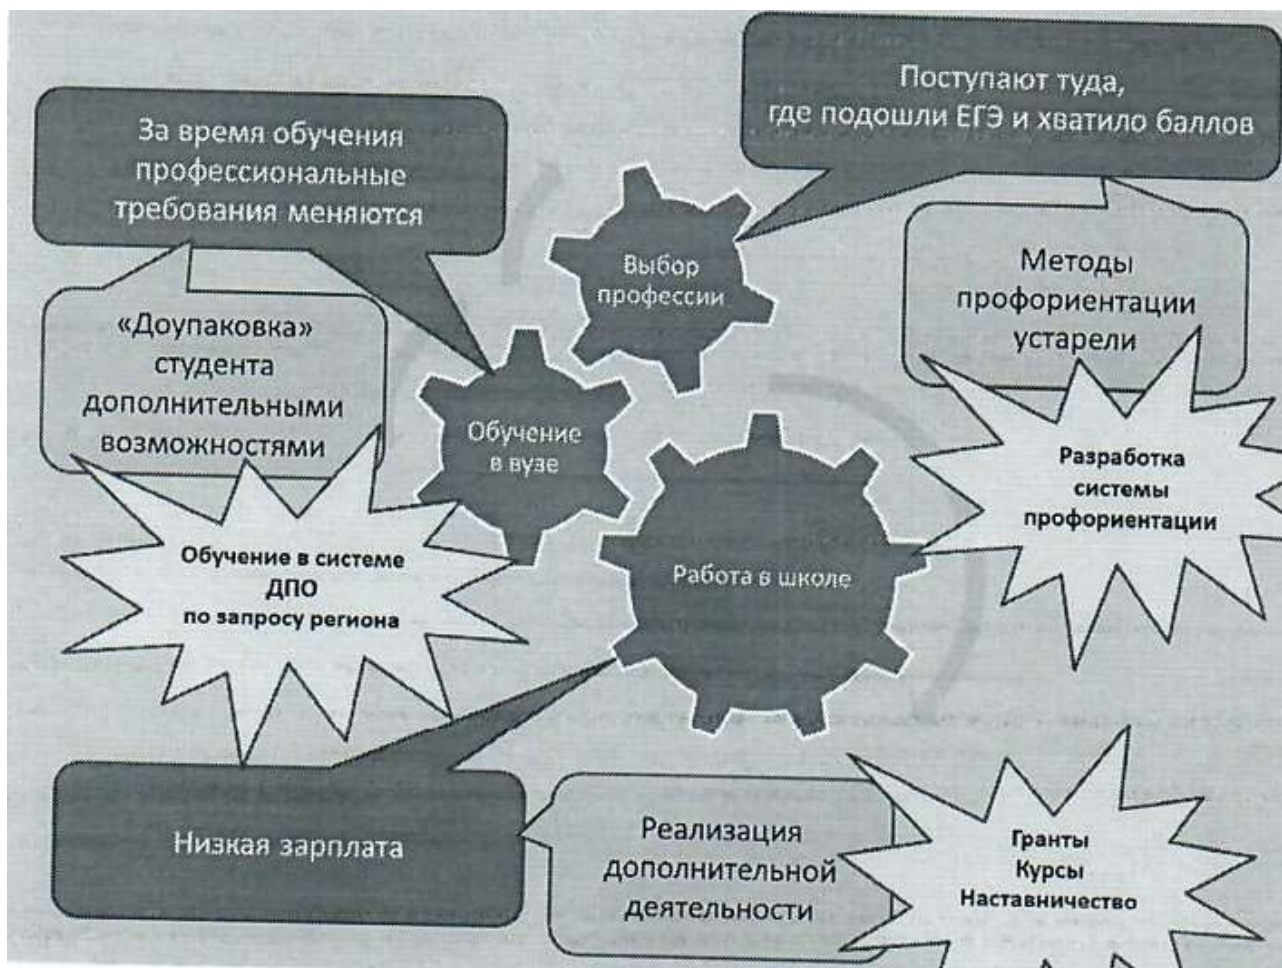 Поступают туда,
где подошли ЕГЭ и хватило баллов
За время обучения
профессиональные
требования меняются
Выбор
профессии
Методы
профориентации
устарели
«Доупаковка»
студента
дополнительными
возможностями
Обучение
в вузе
Разработка
системы
профориентации
Обучение в системе
ДПО
по запросу региона
Работа в школе
Низкая зарплата
Реализация
дополнительной
деятельности
Гранты
Курсы
Наставничество